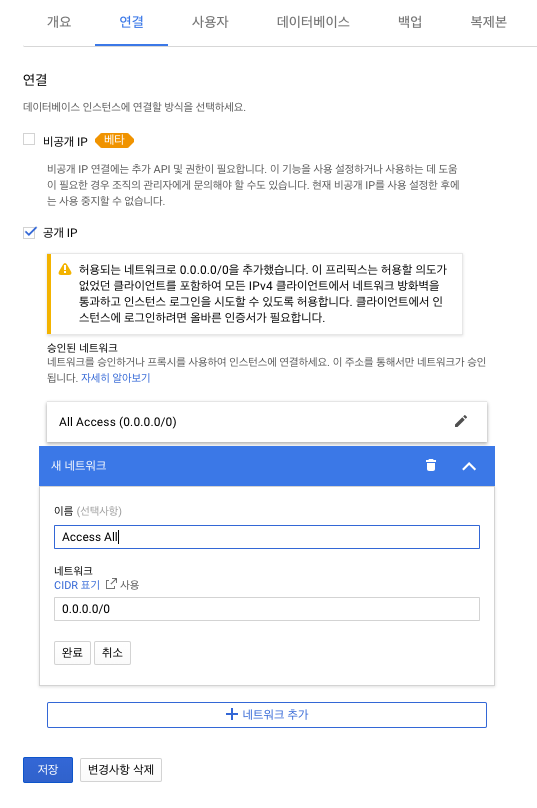 개요 연결 사용자 데이터베이스 백업 복제본
연결
데이터베이스 인스턴스에 연결할 방식을 선택하세요.
비공개 IP 베타
비공개 IP 연결에는 추가 API 및 권한이 필요합니다. 이 기능을 사용 설정하거나 사용하는 데 도움
이 필요한 경우 조직의 관리자에게 문의해야 할 수도 있습니다. 현재 비공개 IP를 사용 설정한 후에
는 사용 중지할 수 없습니다.
공개 IP
허용되는 네트워크로 0.0.0.0/0을 추가했습니다. 이 프리픽스는 허용할 의도가
없었던 클라이언트를 포함하여 모든 IPv4 클라이언트에서 네트워크 방화벽을
통과하고 인스턴스 로그인을 시도할 수 있도록 허용합니다. 클라이언트에서 인
스턴스에 로그인하려면 올바른 인증서가 필요합니다.
승인된 네트워크
네트워크를 승인하거나 프록시를 사용하여 인스턴스에 연결하세요. 이 주소를 통해서만 네트워크가 승인
됩니다. 자세히 알아보기
All Access (0.0.0.0/0)
새 네트워크
이름 (선택사항)
Access All
네트워크
CIDR 표기 사용
0.0.0.0/0
완료 취소
네트워크 추가
저장 변경사항 삭제